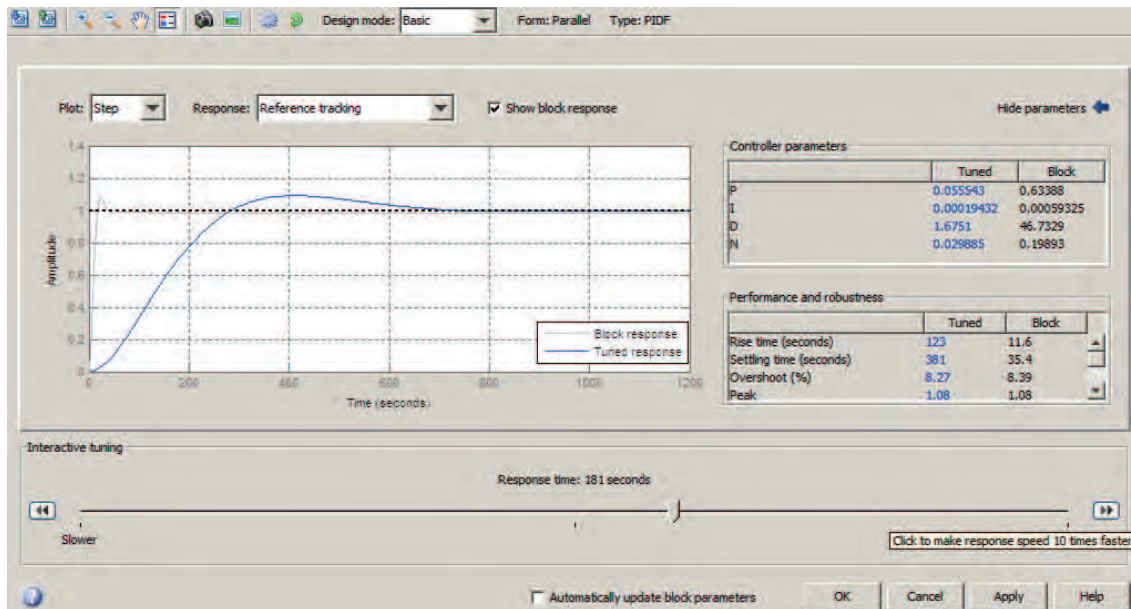 Design mode: Basic Form: Parallel Type: PIDF
Plot: Step Response: Reference tracking Show block response Hide parameters
1.4
1.2
1
0.8
0.6
0.4
0.2
0
Amplitude
0 200 400 600 800 1000 1200
Time (seconds)
Block response
Tuned response
Controller parameters
Tuned Block
P 0.055543 0.63388
I 0.00019432 0.00059325
D 1.6751 46.7329
N 0.029885 0.19893
Performance and robustness
Tuned Block
Rise time (seconds) 123 11.6
Settling time (seconds) 381 35.4
Overshoot (%) 8.27 8.39
Peak 1.08 1.08
Interactive tuning
Response time: 181 seconds
Slower
Click to make response speed 10 times faster
Automatically update block parameters OK Cancel Apply Help